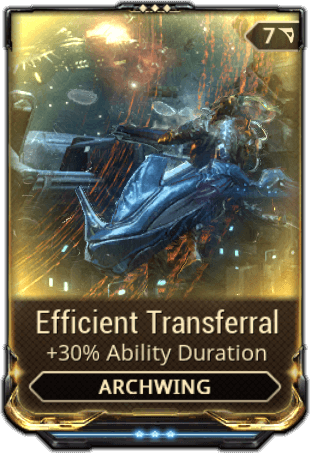 7
Efficient Transferral
+30% Ability Duration
ARCHWING